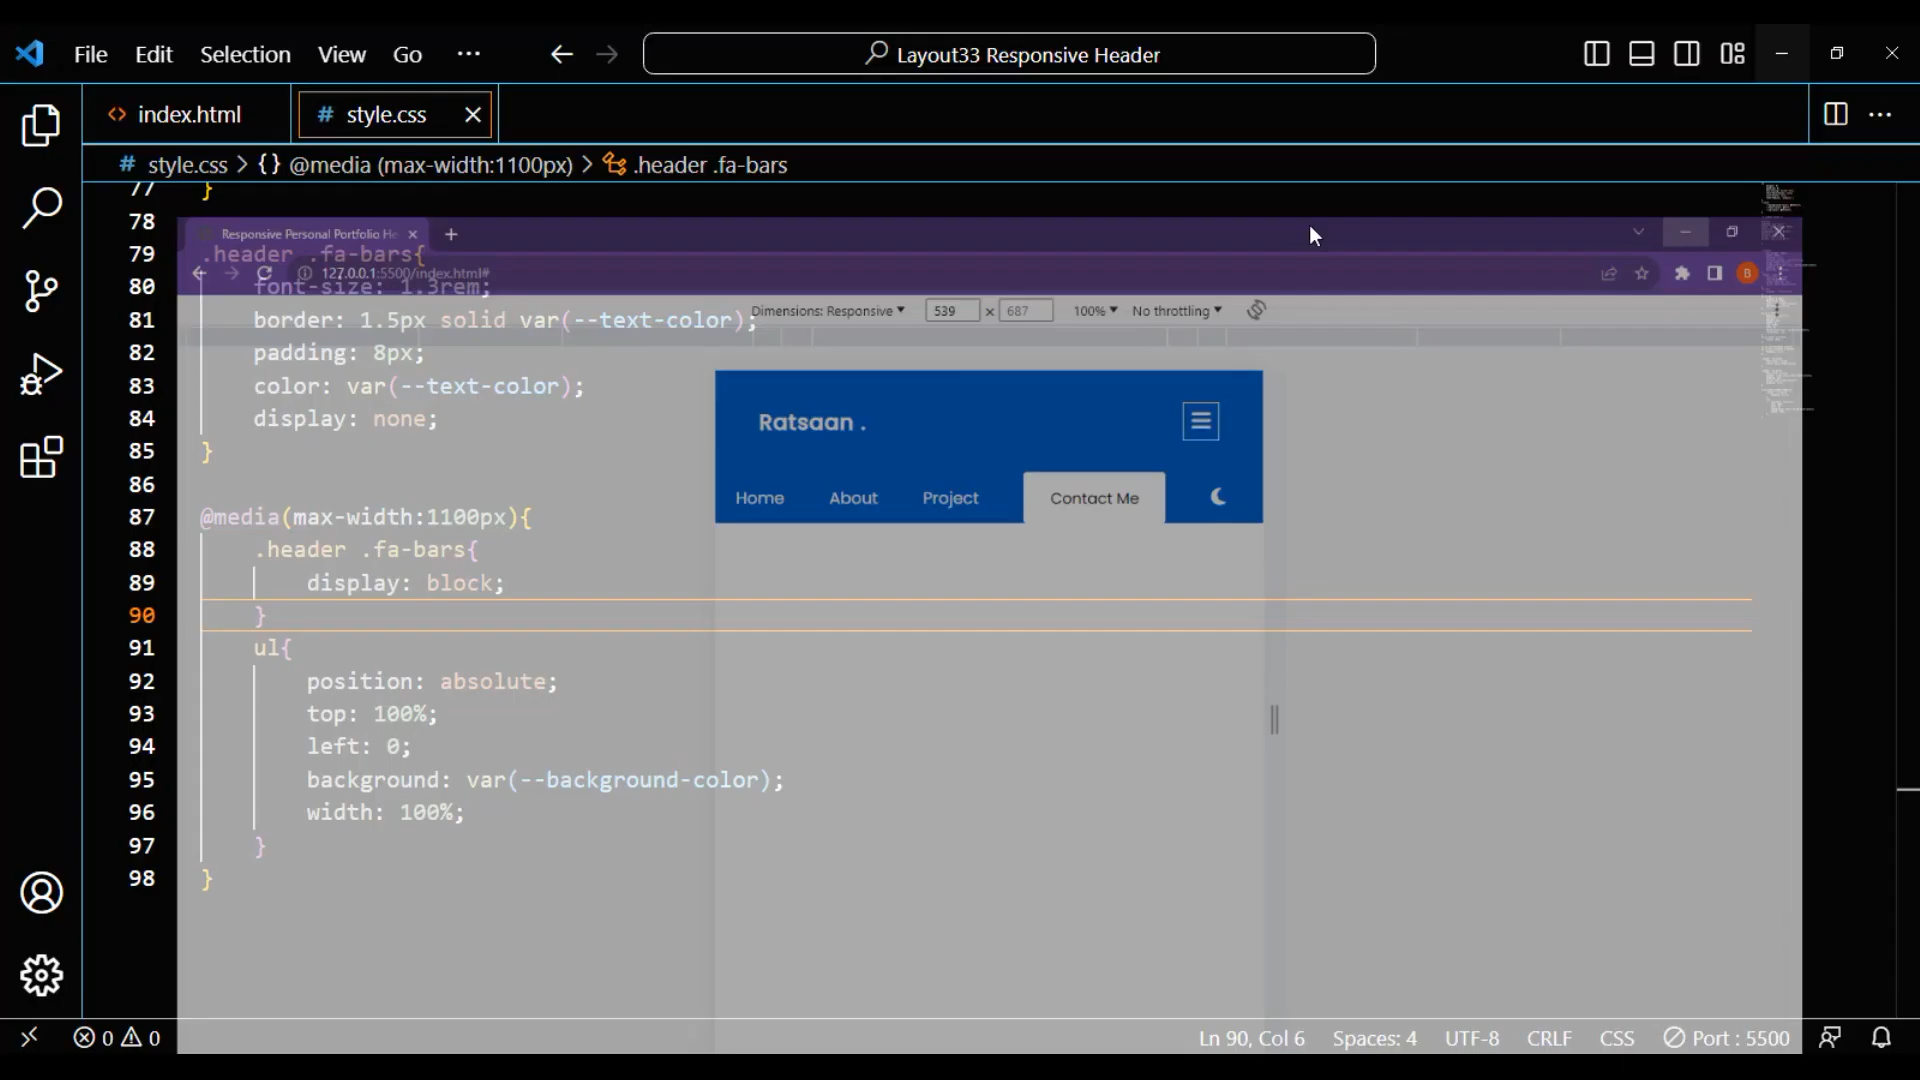 File Edit Selection View Go ··· Layout33 Responsive Header
index.html # style.css
# style.css > {} @media (max-width:1100px) > .header .fa-bars
77 }
78
Responsive Personal Portfolio He
79 .header .fa-bars{
127.0.0.1:5500/index.html#
B
80 font-size: 1.3rem;
Dimensions: Responsive 539 × 687 100% No throttling
81 border: 1.5px solid var(--text-color);
82 padding: 8px;
83 color: var(--text-color);
84 display: none;
85 }
Ratsaan .
Home About Project Contact Me
86
87 @media(max-width:1100px){
88 .header .fa-bars{
89 display: block;
90 }
91 ul{
92 position: absolute;
93 top: 100%;
94 left: 0;
95 background: var(--background-color);
96 width: 100%;
97 }
98 }
0 0 Ln 90, Col 6 Spaces: 4 UTF-8 CRLF CSS Port : 5500